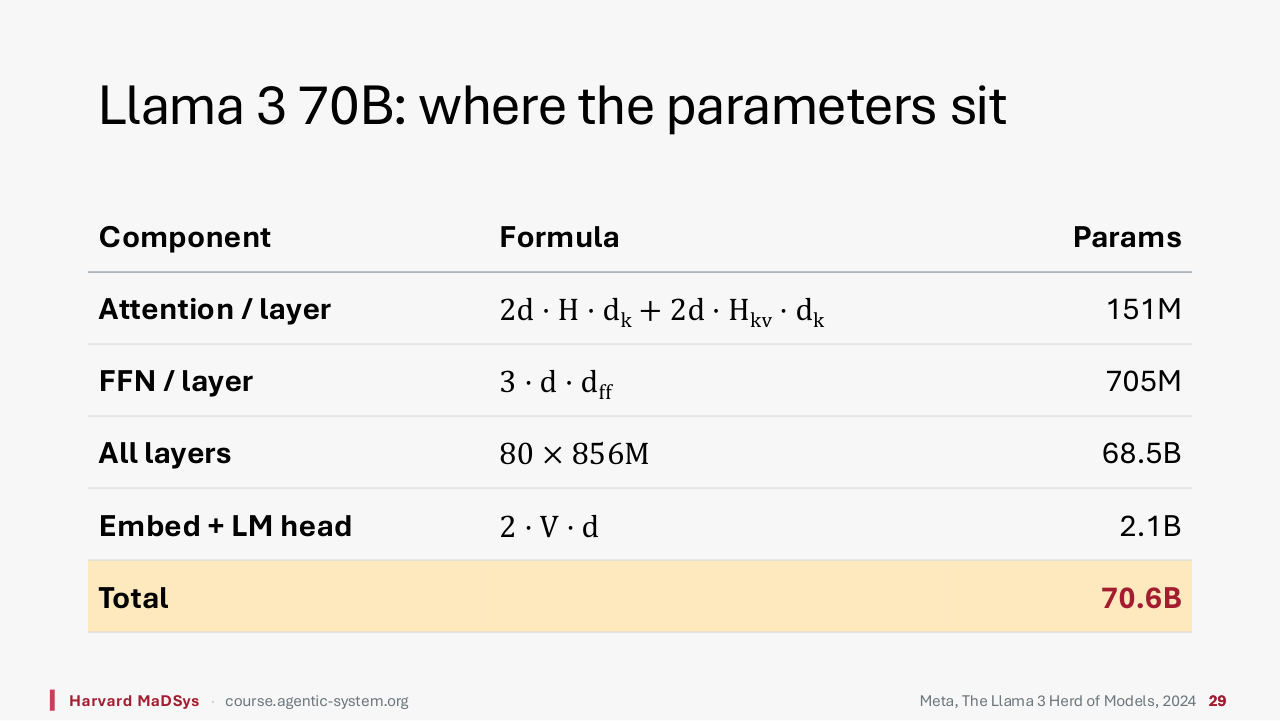 Llama 3 70B: where the parameters sit
Component Formula Params
Attention / layer 2d · H · d_k + 2d · H_kv · d_k 151M
FFN / layer 3 · d · d_ff 705M
All layers 80 × 856M 68.5B
Embed + LM head 2 · V · d 2.1B
Total 70.6B
Harvard MaDSys · course.agentic-system.org Meta, The Llama 3 Herd of Models, 2024 29